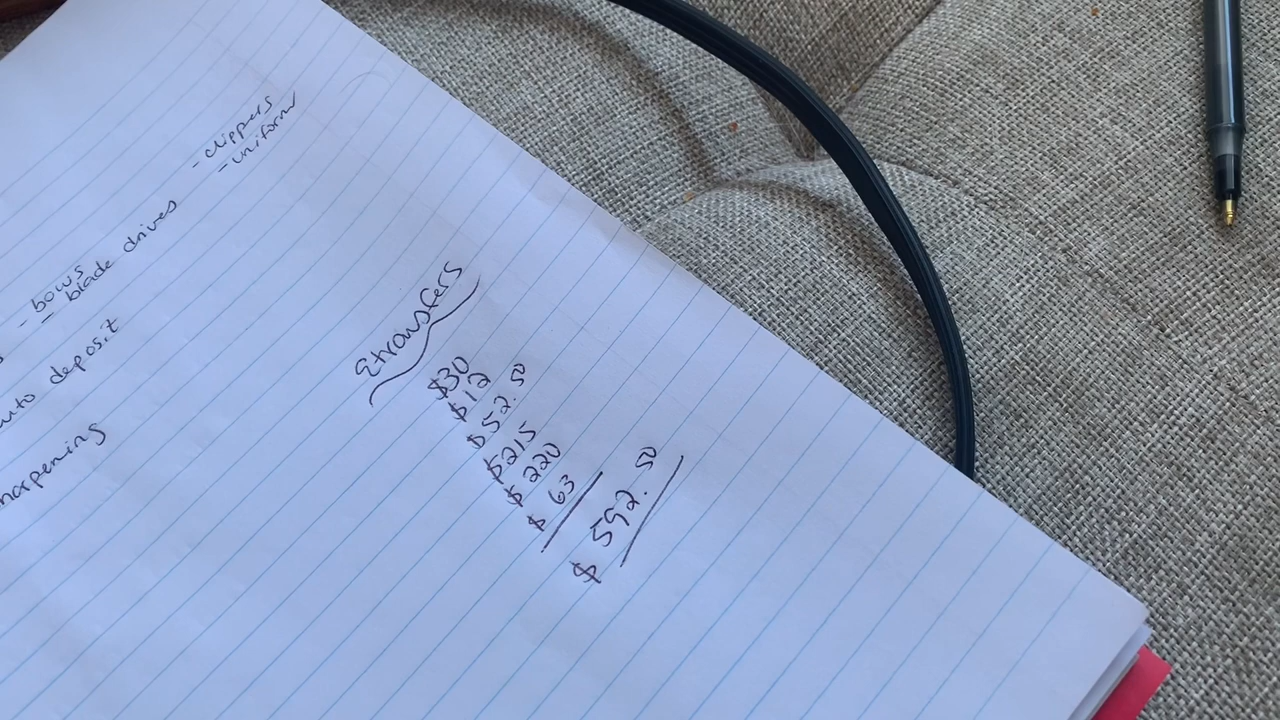 - clippers
- uniform
- bows
- blade drives
auto deposit
sharpening
Etransfers
$30
$12
$52.50
$215
$220
$63
$592.50